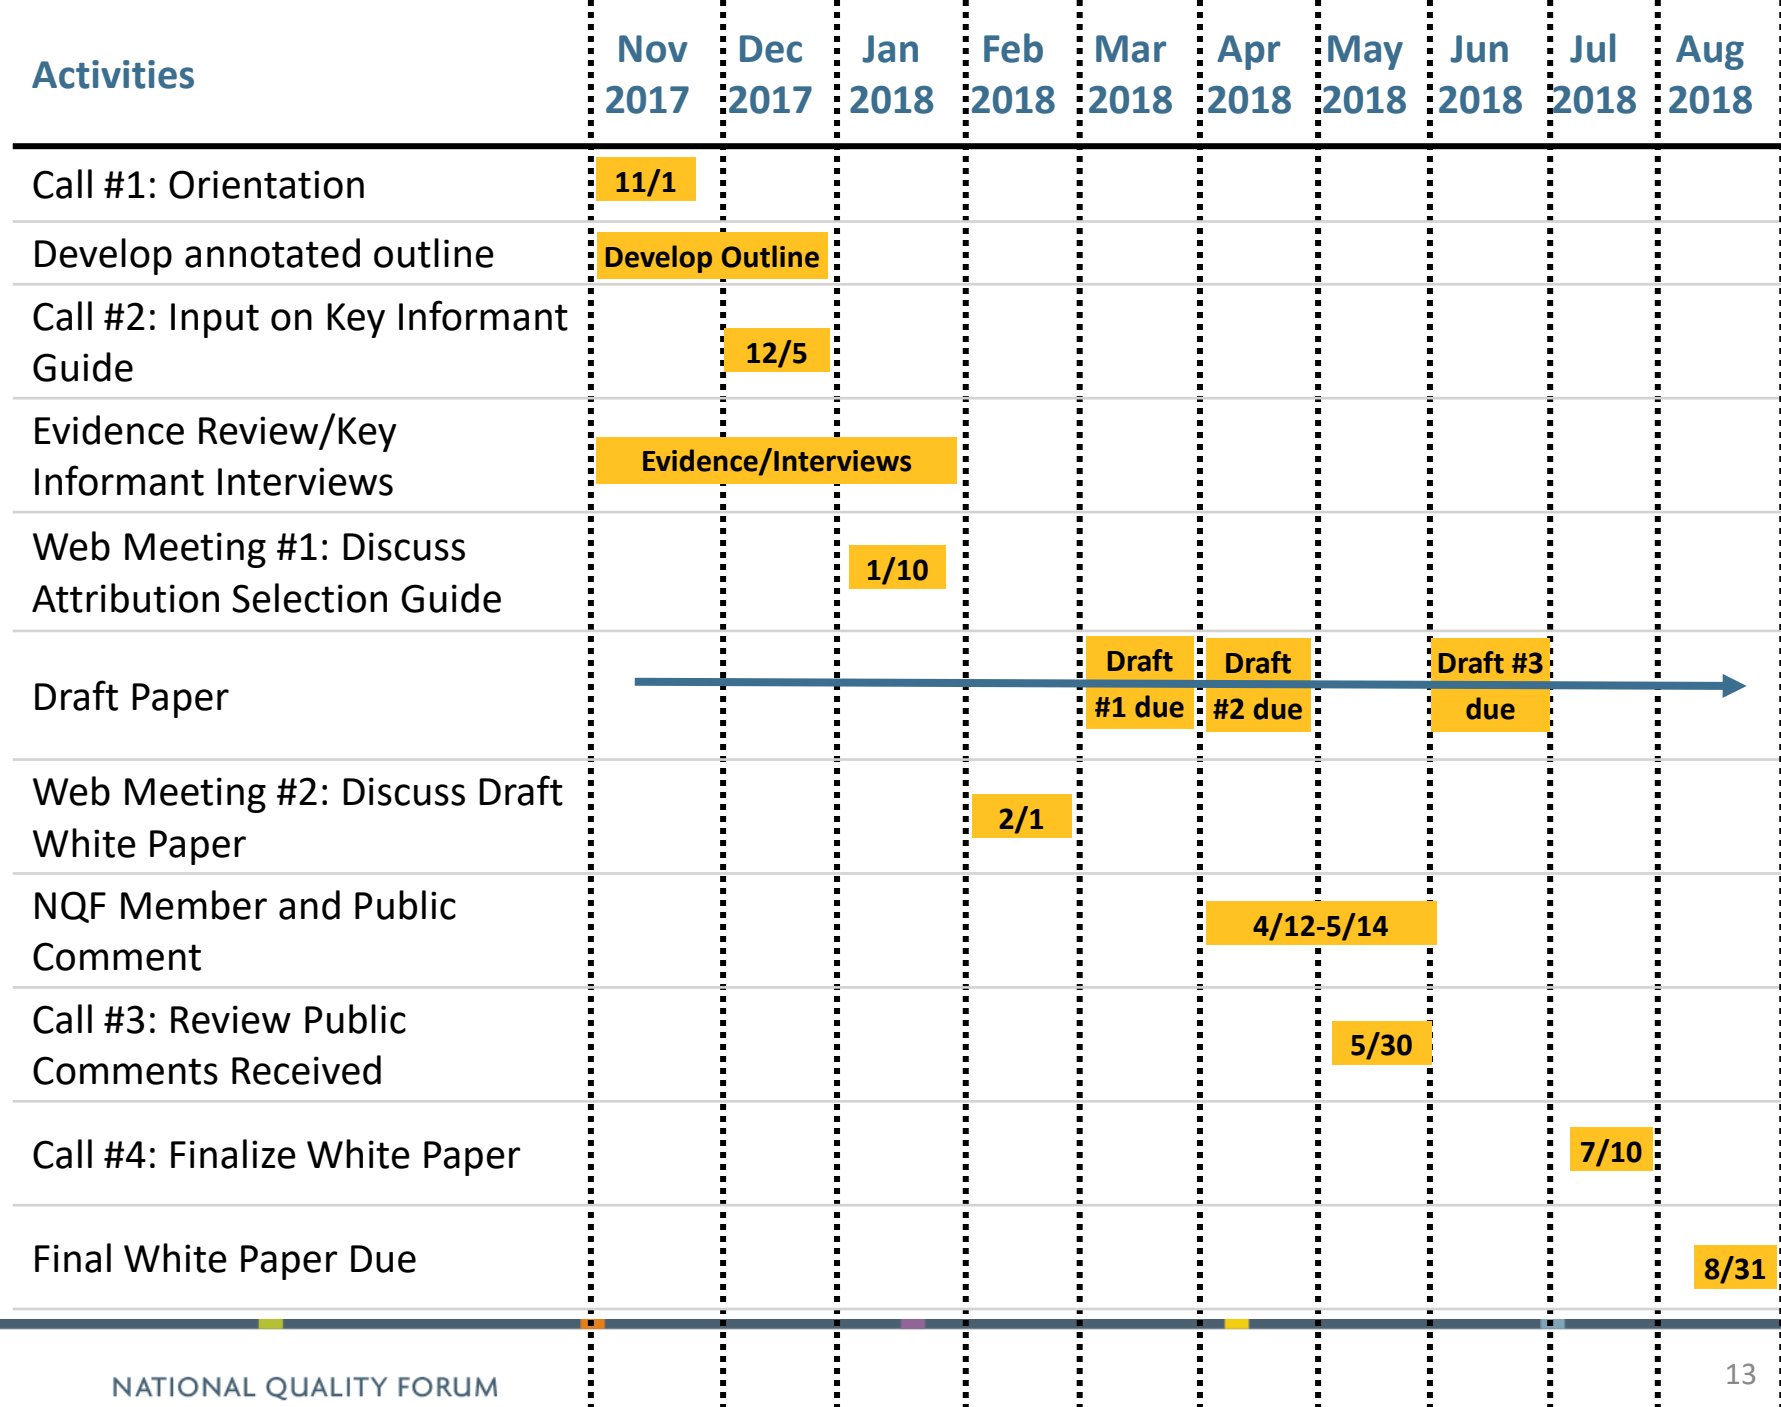 Activities
Nov
2017
Dec
2017
Jan
2018
Feb
2018
Mar
2018
Apr
2018
May
2018
Jun
2018
Jul
2018
Aug
2018
Call #1: Orientation
11/1
Develop annotated outline
Develop Outline
Call #2: Input on Key Informant
Guide
12/5
Evidence Review/Key
Informant Interviews
Evidence/Interviews
Web Meeting #1: Discuss
Attribution Selection Guide
1/10
Draft Paper
Draft
#1 due
Draft
#2 due
Draft #3
due
Web Meeting #2: Discuss Draft
White Paper
2/1
NQF Member and Public
Comment
4/12-5/14
Call #3: Review Public
Comments Received
5/30
Call #4: Finalize White Paper
7/10
Final White Paper Due
8/31
NATIONAL QUALITY FORUM
13